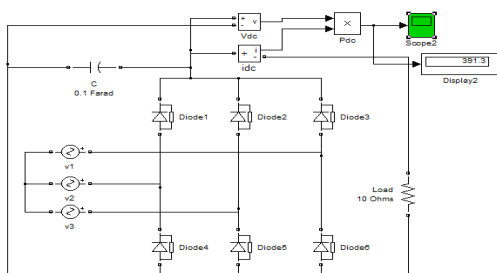 +
-
v
Vdc
×
Pdc
Scope2
+
-
i
idc
391.3
Display2
C
0.1 Farad
Diode1
Diode2
Diode3
+
v1
+
v2
+
v3
Load
10 Ohms
Diode4
Diode5
Diode6